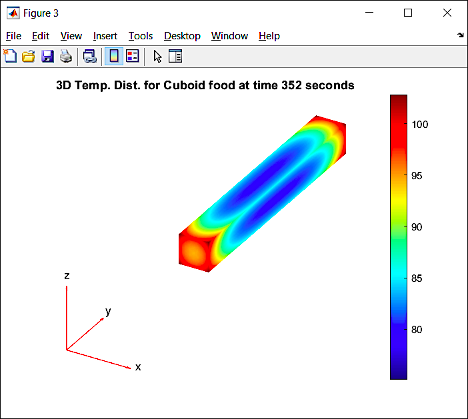 Figure 3
File Edit View Insert Tools Desktop Window Help
3D Temp. Dist. for Cuboid food at time 352 seconds
100
95
90
85
80
z
y
x